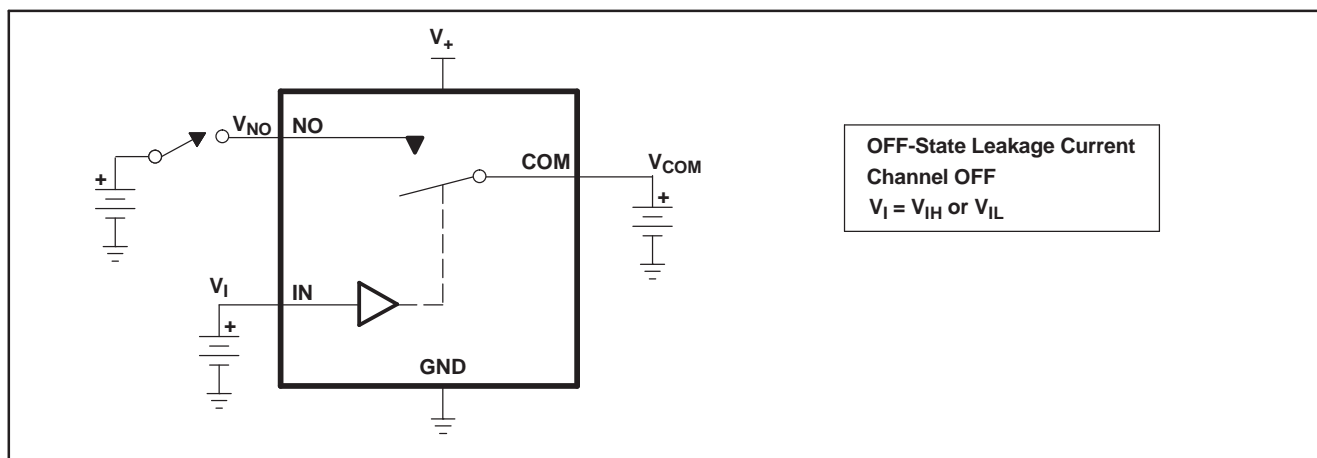 V+
VNO NO
+
COM VCOM
+
VI IN
+
GND
OFF-State Leakage Current
Channel OFF
VI = VIH or VIL